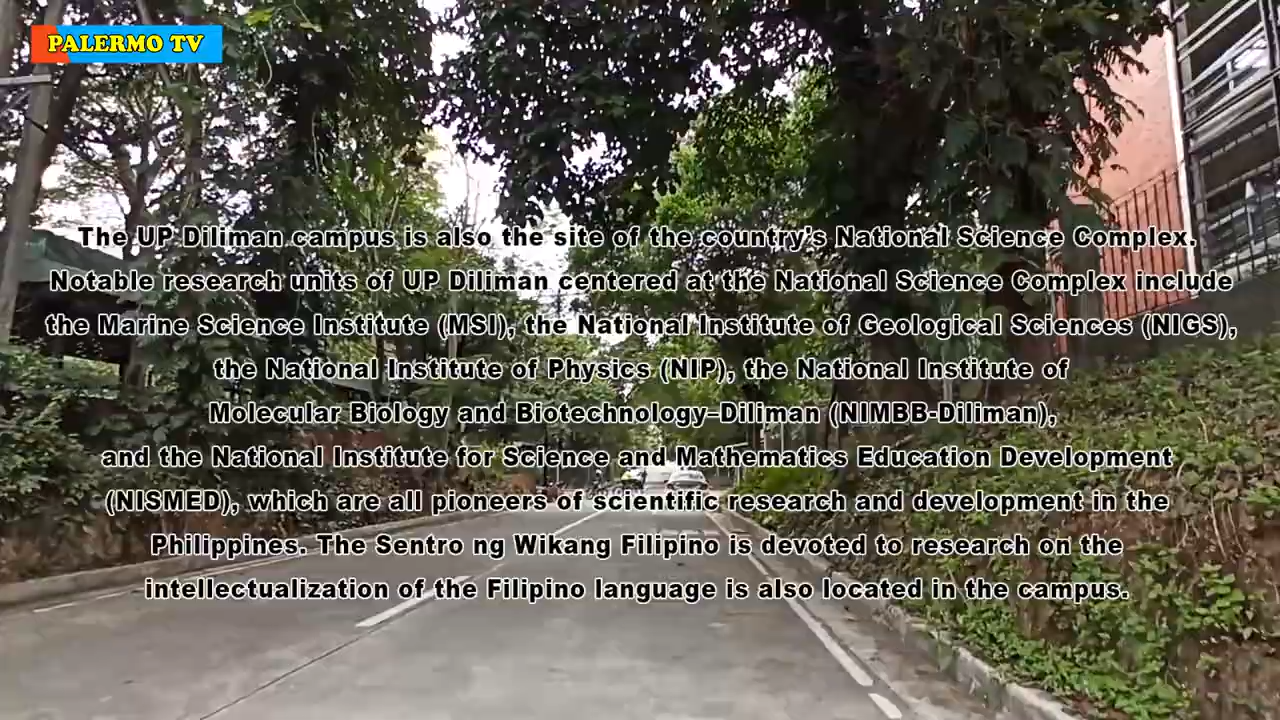 PALERMO TV
The UP Diliman campus is also the site of the country's National Science Complex.
Notable research units of UP Diliman centered at the National Science Complex include
the Marine Science Institute (MSI), the National Institute of Geological Sciences (NIGS),
the National Institute of Physics (NIP), the National Institute of
Molecular Biology and Biotechnology–Diliman (NIMBB-Diliman),
and the National Institute for Science and Mathematics Education Development
(NISMED), which are all pioneers of scientific research and development in the
Philippines. The Sentro ng Wikang Filipino is devoted to research on the
intellectualization of the Filipino language is also located in the campus.